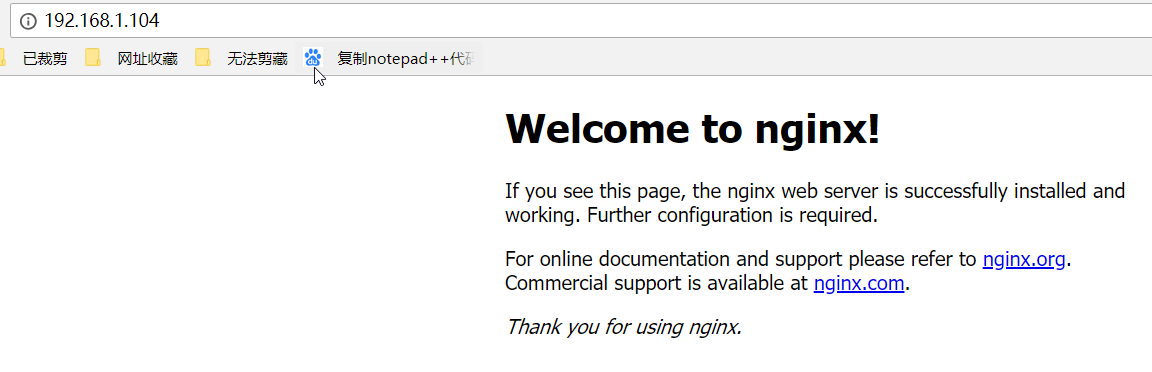 192.168.1.104
已裁剪 网址收藏 无法剪藏 复制notepad++代码
Welcome to nginx!
If you see this page, the nginx web server is successfully installed and
working. Further configuration is required.
For online documentation and support please refer to nginx.org.
Commercial support is available at nginx.com.
Thank you for using nginx.